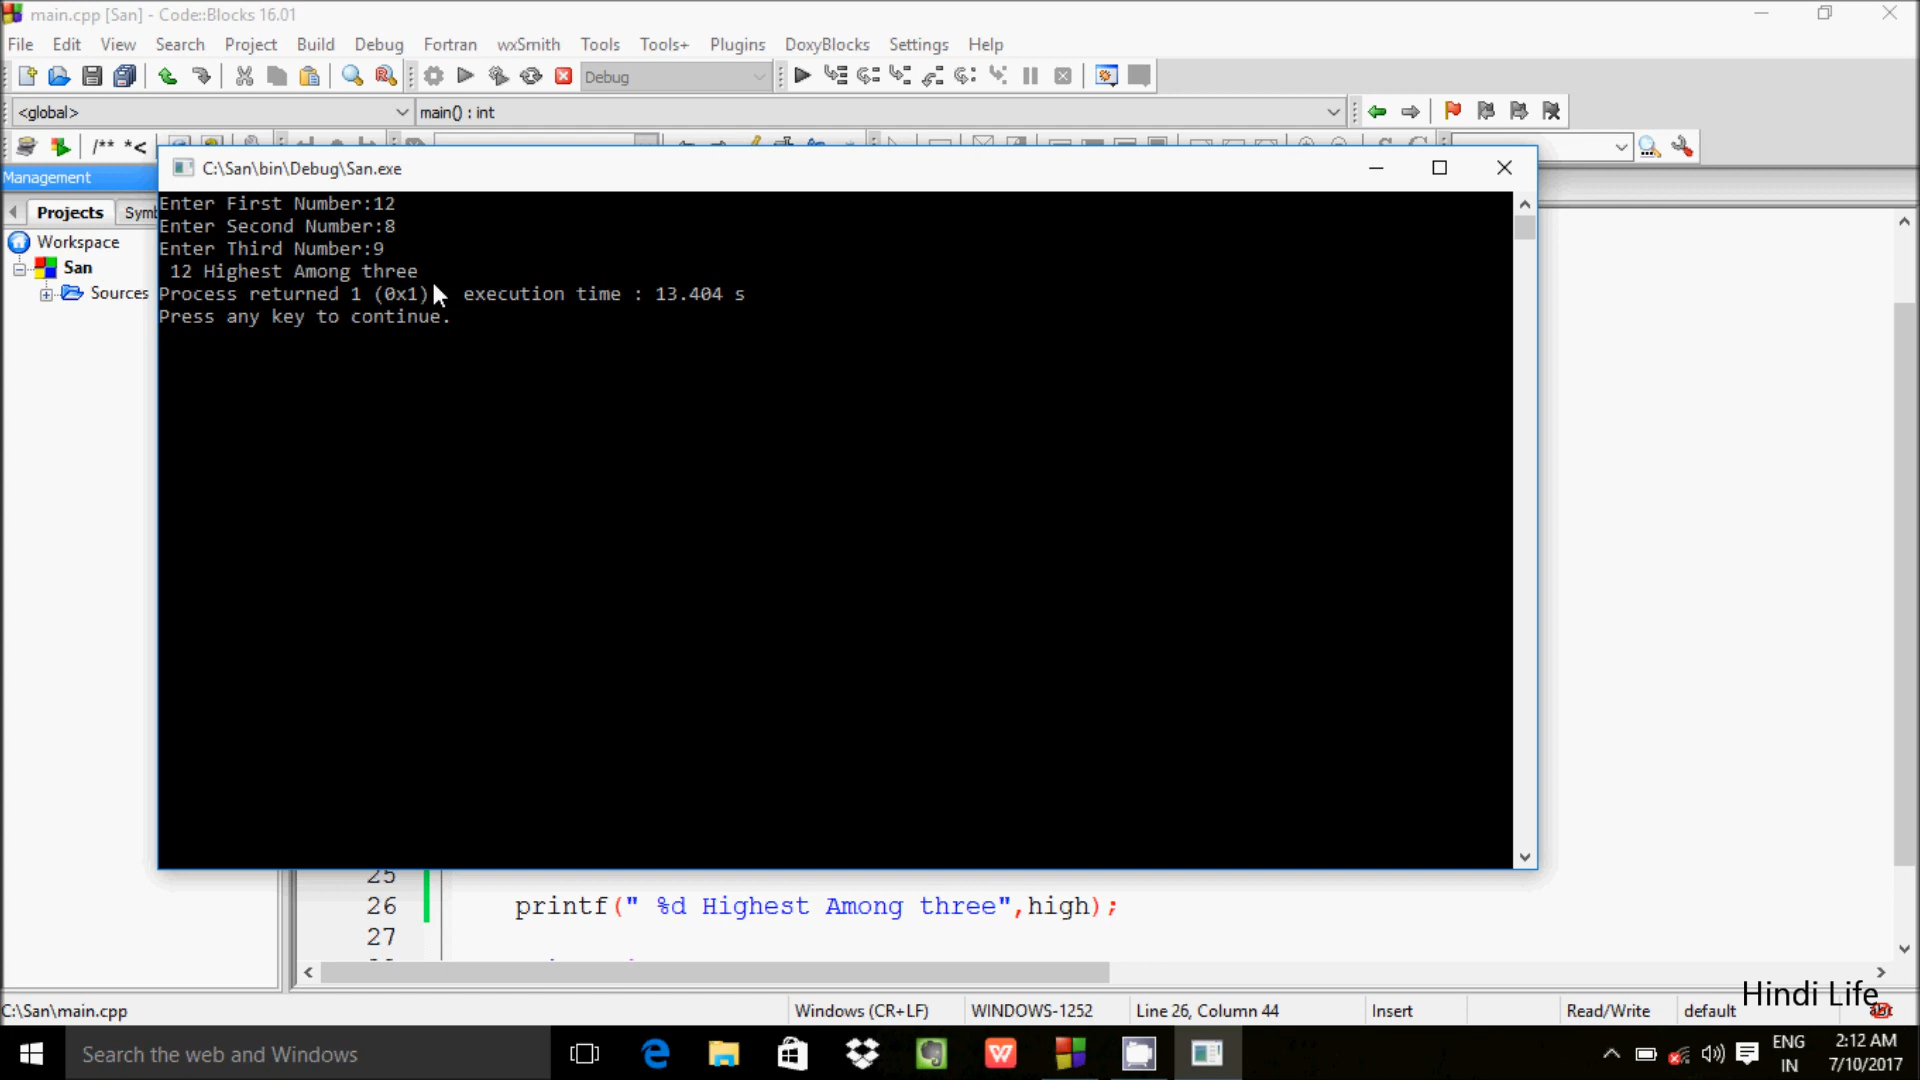 main.cpp [San] - Code::Blocks 16.01
File Edit View Search Project Build Debug Fortran wxSmith Tools Tools+ Plugins DoxyBlocks Settings Help
Debug
<global> main() : int
/** *<
Management
C:\San\bin\Debug\San.exe
Projects Symb
Workspace
San
Sources
Enter First Number:12
Enter Second Number:8
Enter Third Number:9
12 Highest Among three
Process returned 1 (0x1) execution time : 13.404 s
Press any key to continue.
25
26 printf(" %d Highest Among three",high);
27
Hindi Life
C:\San\main.cpp Windows (CR+LF) WINDOWS-1252 Line 26, Column 44 Insert Read/Write default
Search the web and Windows
ENG
IN
2:12 AM
7/10/2017